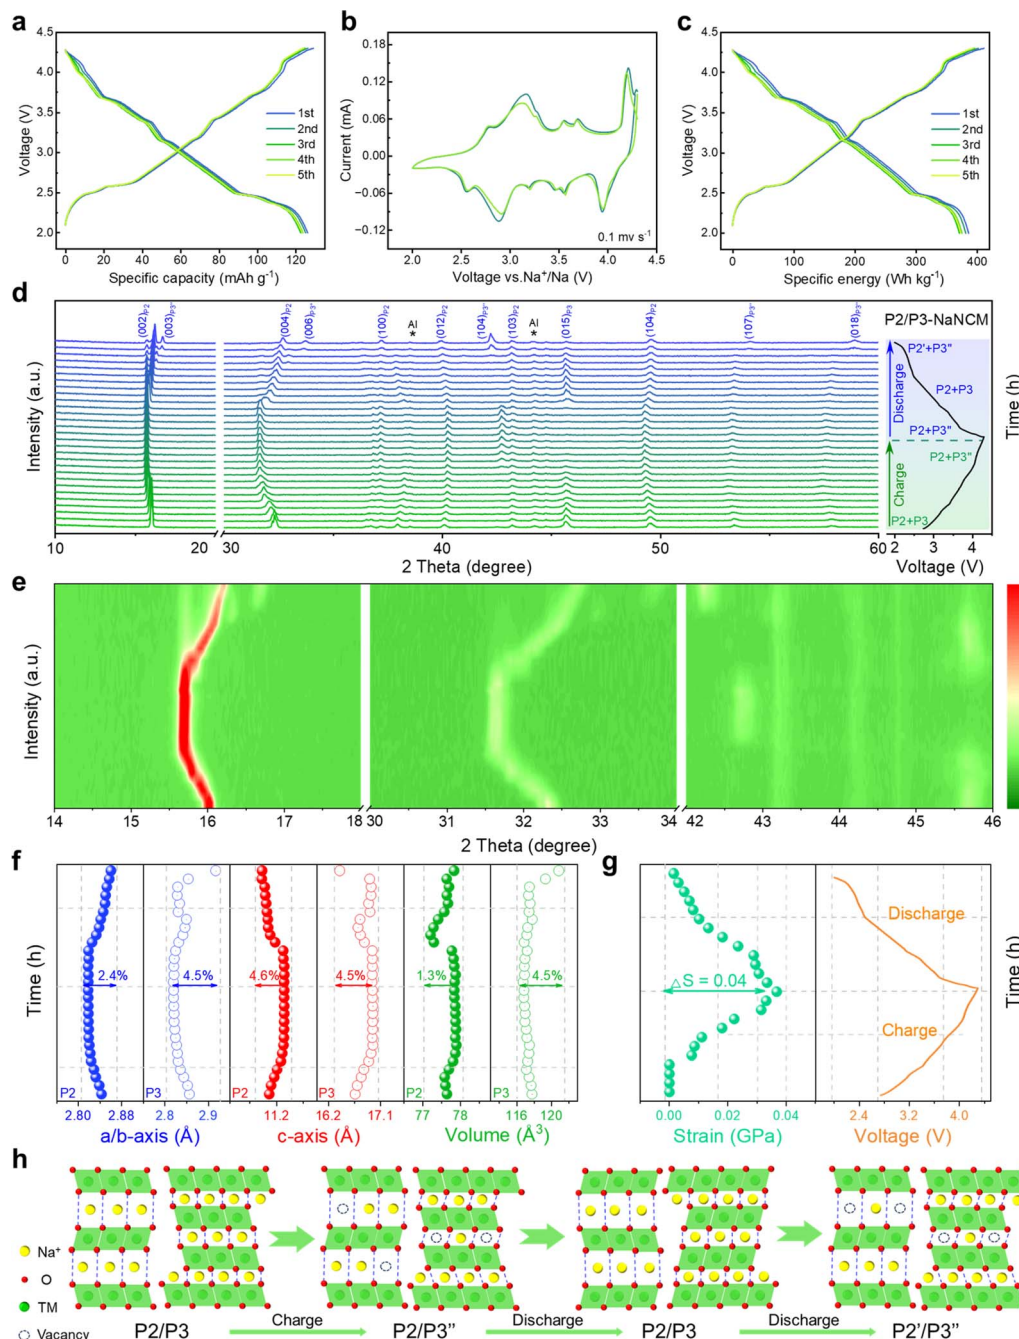 a
4.5
4.0
3.5
3.0
2.5
2.0
Voltage (V)
1st
2nd
3rd
4th
5th
0 20 40 60 80 100 120
Specific capacity (mAh g⁻¹)
b
0.18
0.12
0.06
0.00
−0.06
−0.12
Current (mA)
0.1 mv s⁻¹
2.0 2.5 3.0 3.5 4.0 4.5
Voltage vs.Na⁺/Na (V)
c
4.5
4.0
3.5
3.0
2.5
2.0
Voltage (V)
1st
2nd
3rd
4th
5th
0 100 200 300 400
Specific energy (Wh kg⁻¹)
d
Intensity (a.u.)
(002)P2
(003)P3"
(004)P2
(006)P3"
(100)P2
Al
*
(012)P2
(104)P3"
(103)P2
Al
*
(015)P3
(104)P2
(107)P3"
(018)P3"
10 20 30 40 50 60
2 Theta (degree)
P2/P3-NaNCM
P2'+P3"
Discharge
P2+P3
P2+P3"
P2+P3"
Charge
P2+P3
2 3 4
Voltage (V)
Time (h)
e
Intensity (a.u.)
14 15 16 17 18 30 31 32 33 34 42 43 44 45 46
2 Theta (degree)
f
Time (h)
2.4%
4.5%
4.6%
4.5%
1.3%
4.5%
P2
P3
P2
P3
P2
P3
2.80 2.88 2.8 2.9
11.2 16.2 17.1
77 78 116 120
a/b-axis (Å)
c-axis (Å)
Volume (Å³)
g
△S = 0.04
Discharge
Charge
Time (h)
0.00 0.02 0.04
2.4 3.2 4.0
Strain (GPa)
Voltage (V)
h
Na⁺
O
TM
Vacancy
P2/P3
Charge
P2/P3"
Discharge
P2/P3
Discharge
P2'/P3"